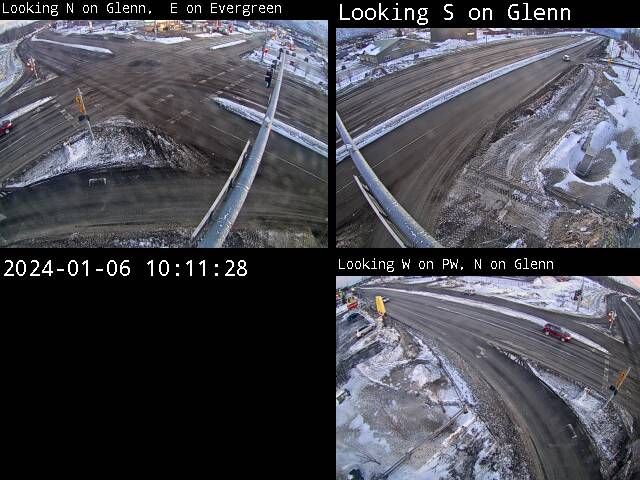 Looking N on Glenn,  E on Evergreen
Looking S on Glenn
2024-01-06 10:11:28
Looking W on PW, N on Glenn